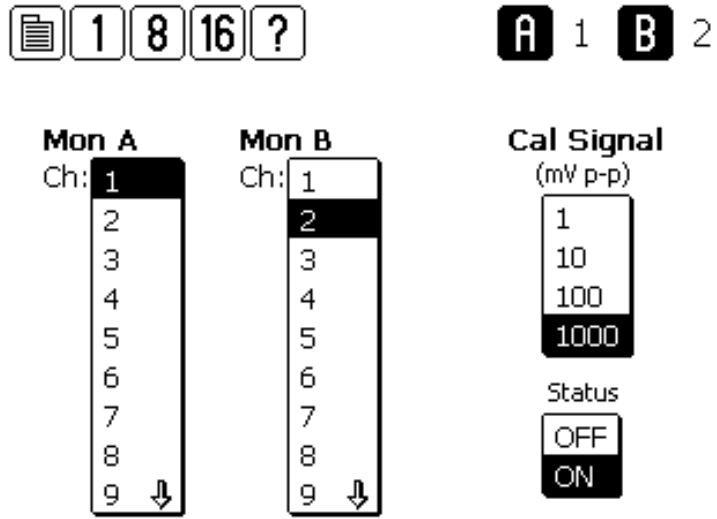 1 8 16 ? A 1 B 2
Mon A
Ch: 1
2
3
4
5
6
7
8
9
Mon B
Ch: 1
2
3
4
5
6
7
8
9
Cal Signal
(mV p-p)
1
10
100
1000
Status
OFF
ON